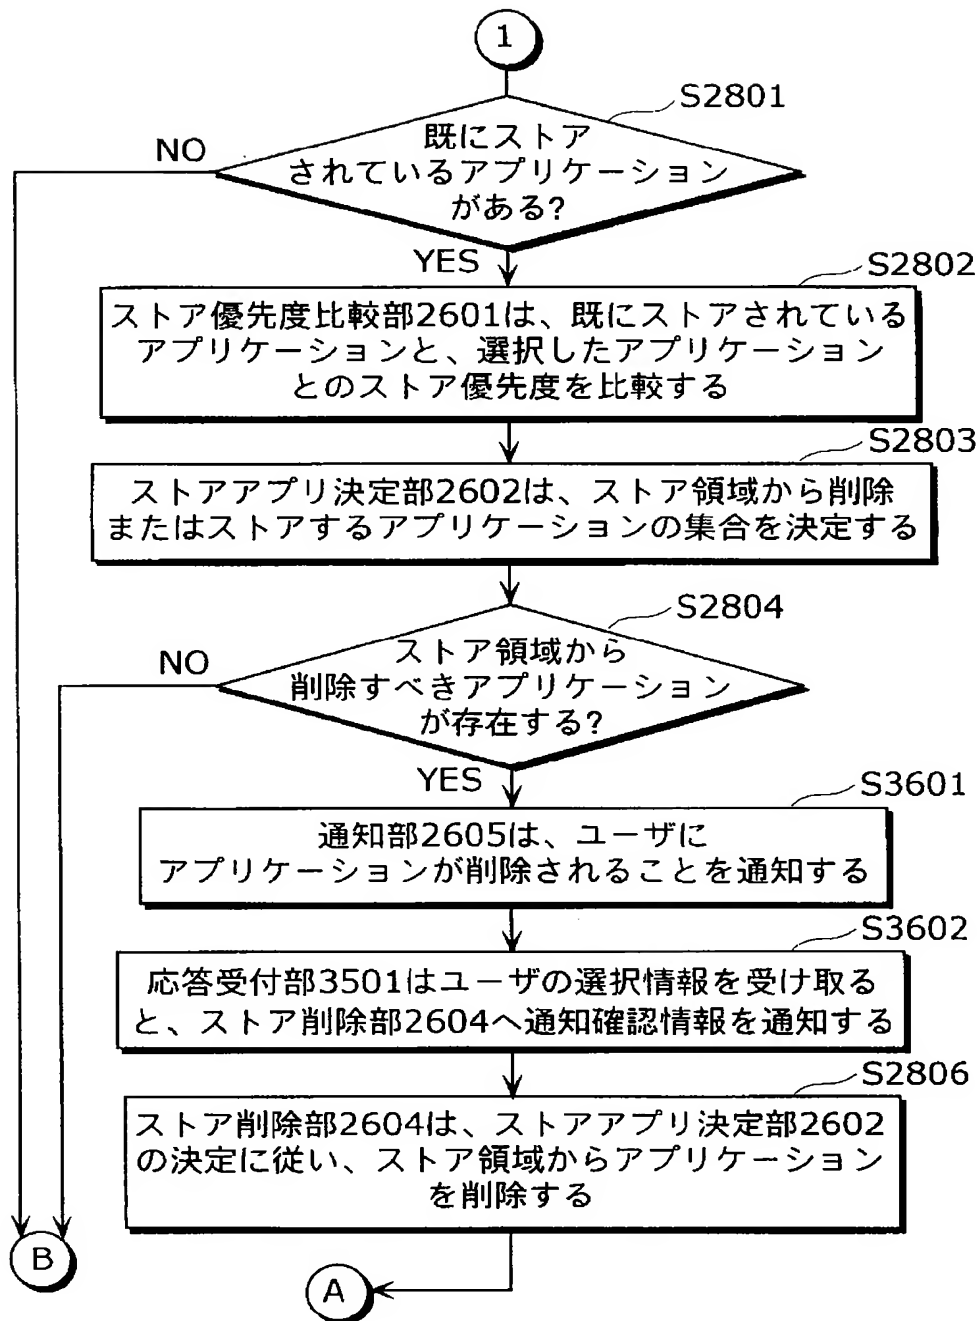 1
S2801
既にストア
されているアプリケーション
がある?
NO
YES
S2802
ストア優先度比較部2601は、既にストアされている
アプリケーションと、選択したアプリケーション
とのストア優先度を比較する
S2803
ストアアプリ決定部2602は、ストア領域から削除
またはストアするアプリケーションの集合を決定する
S2804
ストア領域から
削除すべきアプリケーション
が存在する?
NO
YES
S3601
通知部2605は、ユーザに
アプリケーションが削除されることを通知する
S3602
応答受付部3501はユーザの選択情報を受け取る
と、ストア削除部2604へ通知確認情報を通知する
S2806
ストア削除部2604は、ストアアプリ決定部2602
の決定に従い、ストア領域からアプリケーション
を削除する
B
A